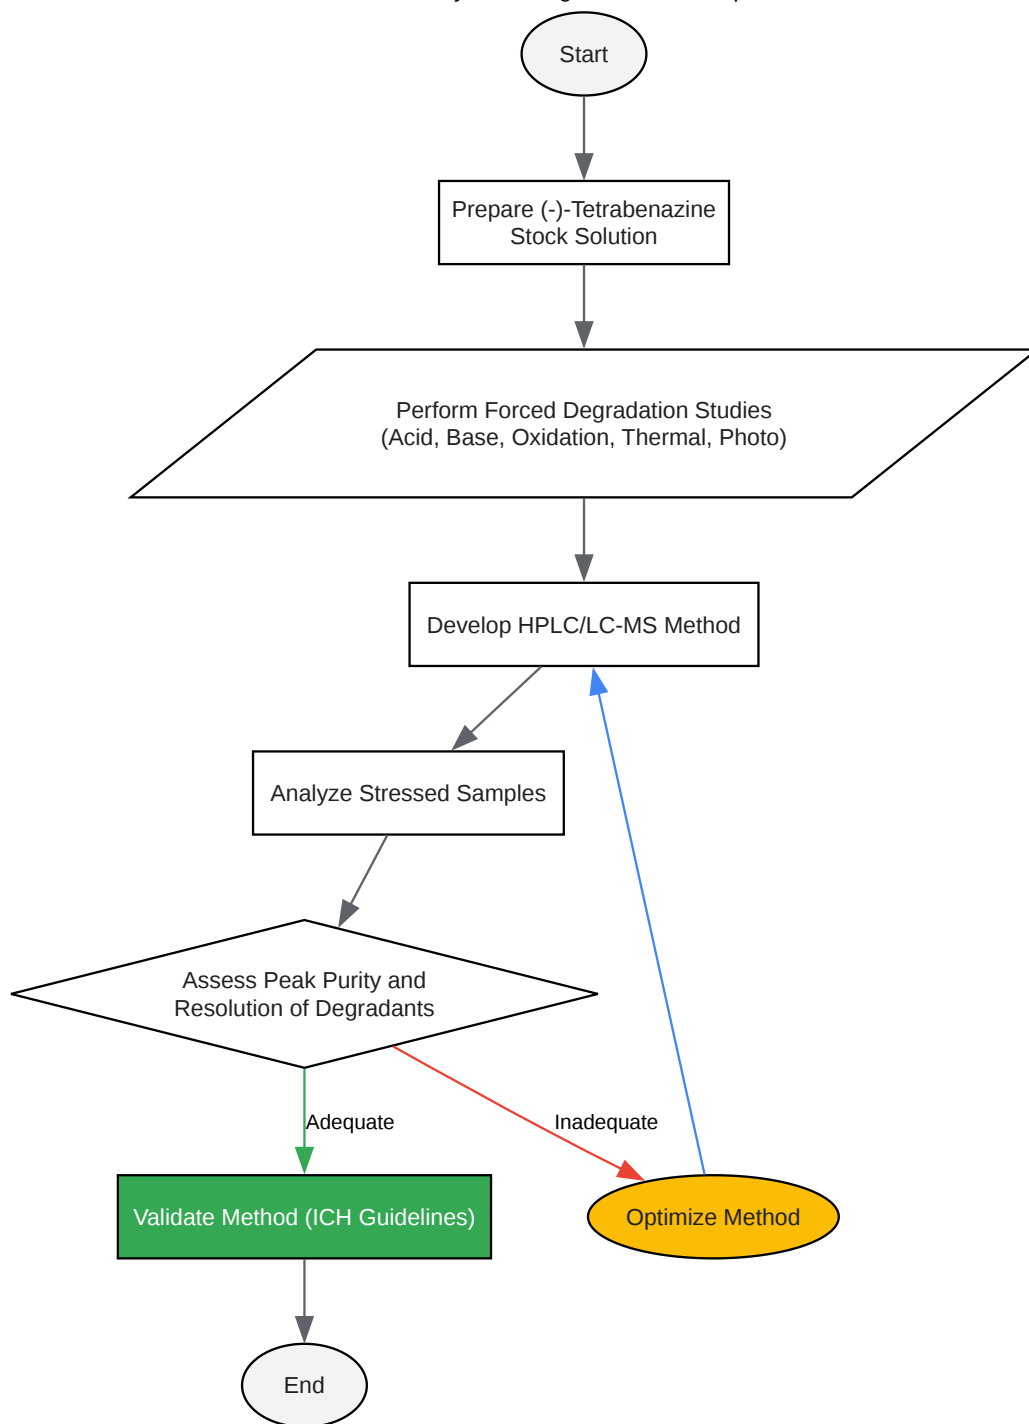 Start
Prepare (-)-Tetrabenazine
Stock Solution
Perform Forced Degradation Studies
(Acid, Base, Oxidation, Thermal, Photo)
Develop HPLC/LC-MS Method
Analyze Stressed Samples
Assess Peak Purity and
Resolution of Degradants
Adequate
Inadequate
Validate Method (ICH Guidelines)
Optimize Method
End